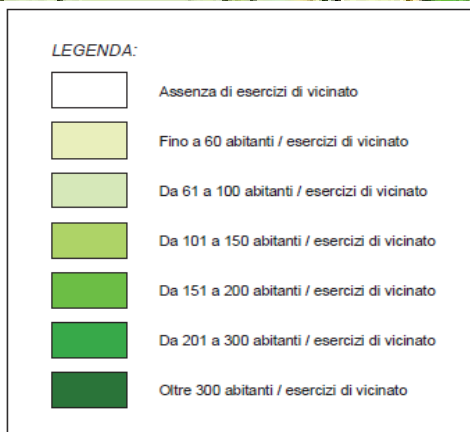 LEGENDA:
Assenza di esercizi di vicinato
Fino a 60 abitanti / esercizi di vicinato
Da 61 a 100 abitanti / esercizi di vicinato
Da 101 a 150 abitanti / esercizi di vicinato
Da 151 a 200 abitanti / esercizi di vicinato
Da 201 a 300 abitanti / esercizi di vicinato
Oltre 300 abitanti / esercizi di vicinato